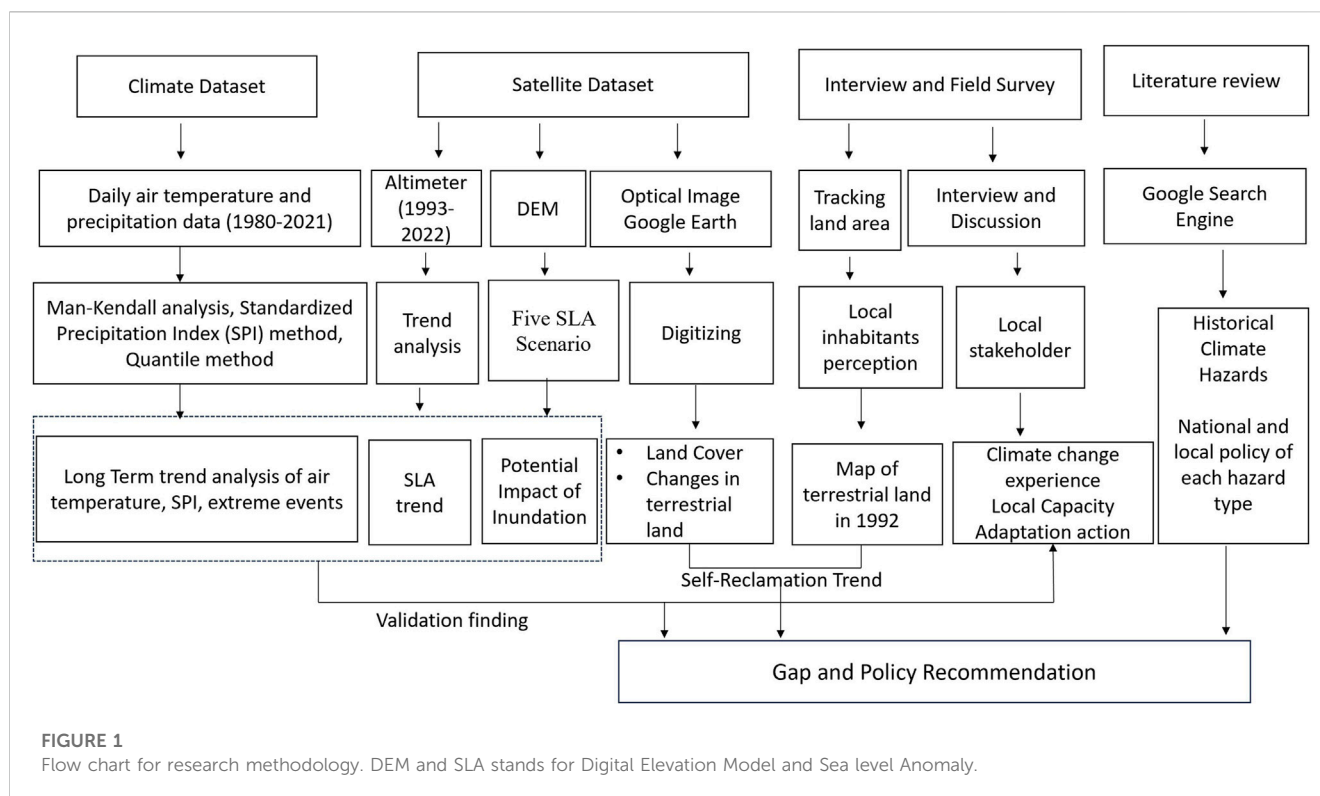 Climate Dataset
Satellite Dataset
Interview and Field Survey
Literature review
Daily air temperature and
precipitation data (1980-2021)
Altimeter
(1993-
2022)
DEM
Optical Image
Google Earth
Tracking
land area
Interview and
Discussion
Google Search
Engine
Man-Kendall analysis, Standardized
Precipitation Index (SPI) method,
Quantile method
Trend
analysis
Five SLA
Scenario
Digitizing
Local
inhabitants
perception
Local
stakeholder
Historical
Climate
Hazards
National and
local policy of
each hazard
type
Long Term trend analysis of air
temperature, SPI, extreme events
SLA
trend
Potential
Impact of
Inundation
• Land Cover
• Changes in
terrestrial
land
Map of
terrestrial land
in 1992
Climate change
experience
Local Capacity
Adaptation action
Self-Reclamation Trend
Validation finding
Gap and Policy Recommendation
FIGURE 1
Flow chart for research methodology. DEM and SLA stands for Digital Elevation Model and Sea level Anomaly.